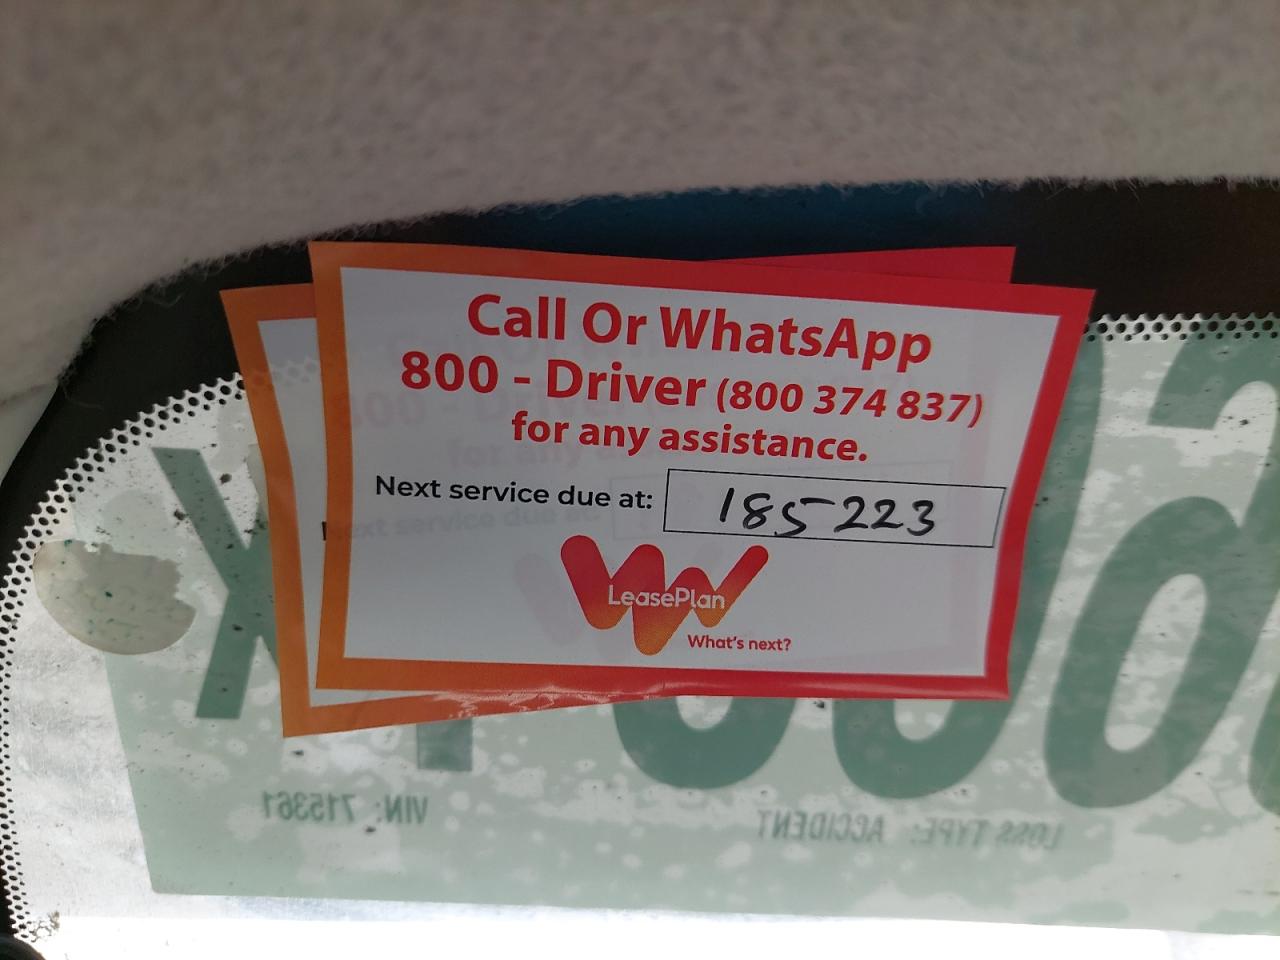 Call Or WhatsApp
800 - Driver (800 374 837)
for any assistance.
Next service due at: 185223
LeasePlan
What's next?
VIN: 715361
LOSS TYPE: ACCIDENT